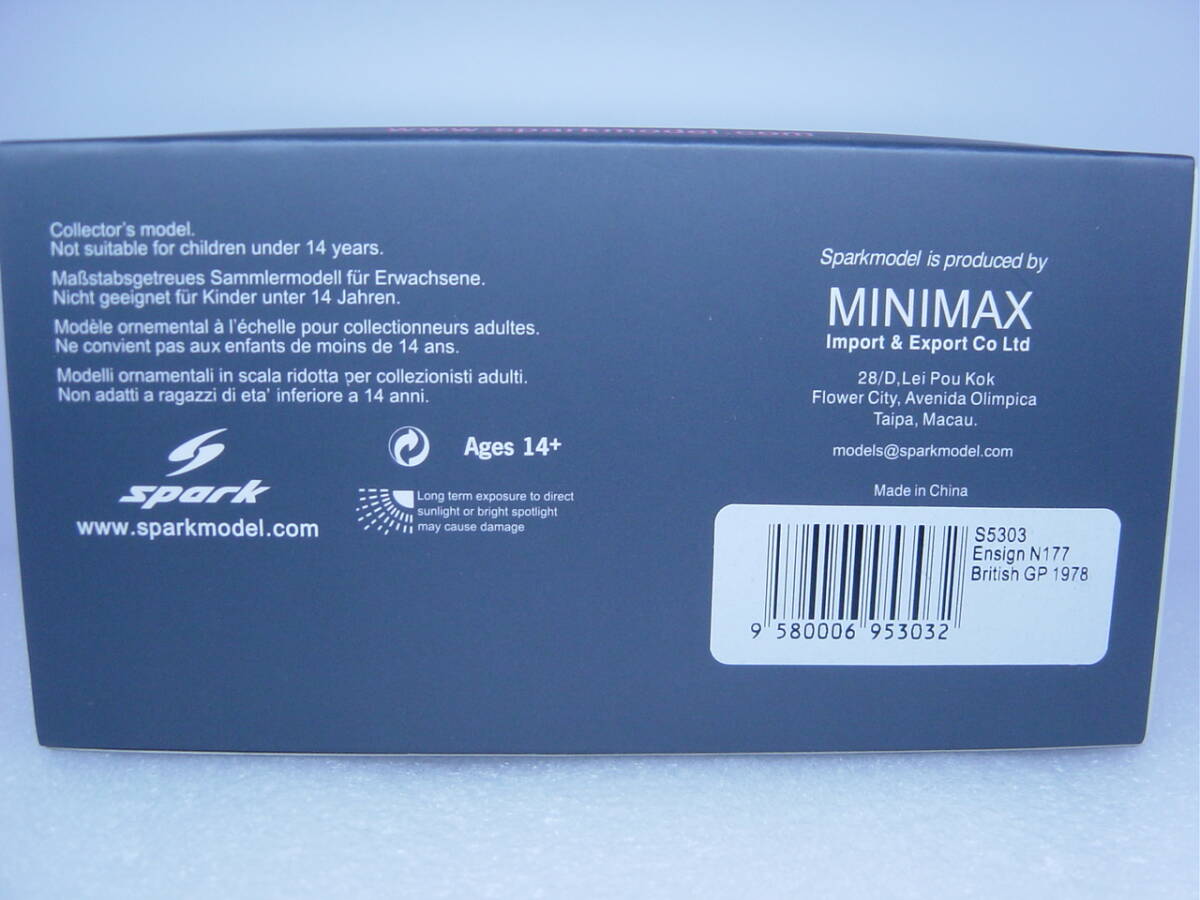 www.sparkmodel.com
Collector's model.
Not suitable for children under 14 years.
Maßstabsgetreues Sammlermodell für Erwachsene.
Nicht geeignet für Kinder unter 14 Jahren.
Modèle ornemental à l'échelle pour collectionneurs adultes.
Ne convient pas aux enfants de moins de 14 ans.
Modelli ornamentali in scala ridotta per collezionisti adulti.
Non adatti a ragazzi di eta' inferiore a 14 anni.
spark
www.sparkmodel.com
Ages 14+
Long term exposure to direct
sunlight or bright spotlight
may cause damage
Sparkmodel is produced by
MINIMAX
Import & Export Co Ltd
28/D,Lei Pou Kok
Flower City, Avenida Olimpica
Taipa, Macau.
models@sparkmodel.com
Made in China
S5303
Ensign N177
British GP 1978
9 580006 953032